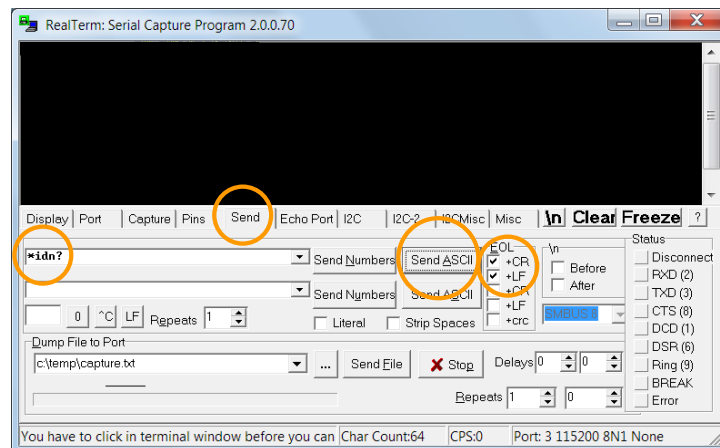 RealTerm: Serial Capture Program 2.0.0.70
Display Port Capture Pins Send Echo Port I2C I2C-2 I2CMisc Misc \n Clear Freeze ?
*idn? Send Numbers Send ASCII EOL +CR +LF \n Before After
Send Numbers Send ASCII +CR +LF +crc SMBUS 8
0 ^C LF Repeats 1 Literal Strip Spaces
Dump File to Port
c:\temp\capture.txt ... Send File Stop Delays 0 0
Repeats 1 0
Status
Disconnect
RXD (2)
TXD (3)
CTS (8)
DCD (1)
DSR (6)
Ring (9)
BREAK
Error
You have to click in terminal window before you can Char Count:64 CPS:0 Port: 3 115200 8N1 None